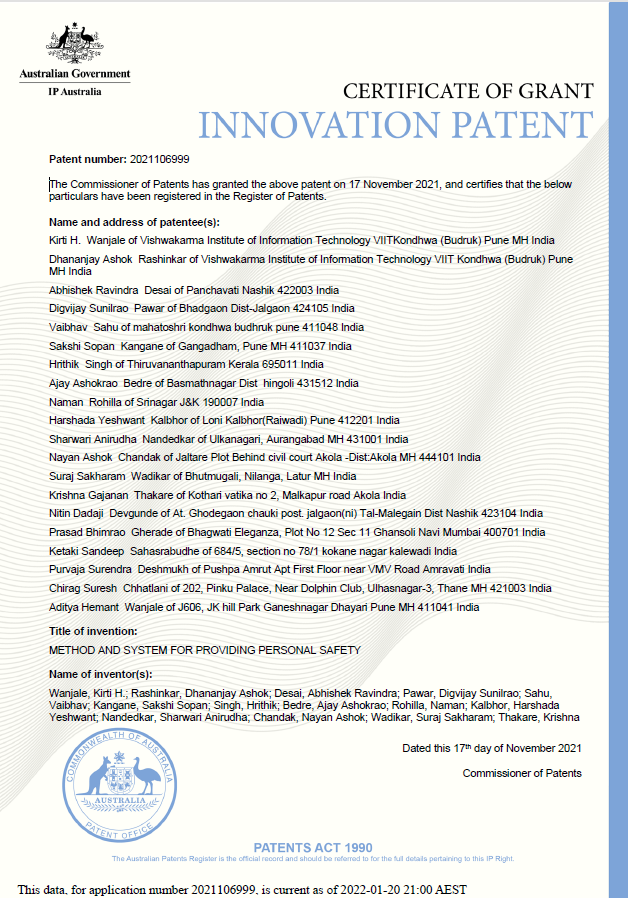 Australian Government
IP Australia
CERTIFICATE OF GRANT
INNOVATION PATENT
Patent number: 2021106999
The Commissioner of Patents has granted the above patent on 17 November 2021, and certifies that the below
particulars have been registered in the Register of Patents.
Name and address of patentee(s):
Kirti H. Wanjale of Vishwakarma Institute of Information Technology VIITKondhwa (Budruk) Pune MH India
Dhananjay Ashok Rashinkar of Vishwakarma Institute of Information Technology VIIT Kondhwa (Budruk) Pune
MH India
Abhishek Ravindra Desai of Panchavati Nashik 422003 India
Digvijay Sunilrao Pawar of Bhadgaon Dist-Jalgaon 424105 India
Vaibhav Sahu of mahatoshri kondhwa budhruk pune 411048 India
Sakshi Sopan Kangane of Gangadham, Pune MH 411037 India
Hrithik Singh of Thiruvananthapuram Kerala 695011 India
Ajay Ashokrao Bedre of Basmathnagar Dist hingoli 431512 India
Naman Rohilla of Srinagar J&K 190007 India
Harshada Yeshwant Kalbhor of Loni Kalbhor(Raiwadi) Pune 412201 India
Sharwari Anirudha Nandedkar of Ulkanagari, Aurangabad MH 431001 India
Nayan Ashok Chandak of Jaltare Plot Behind civil court Akola -Dist:Akola MH 444101 India
Suraj Sakharam Wadikar of Bhutmugali, Nilanga, Latur MH India
Krishna Gajanan Thakare of Kothari vatika no 2, Malkapur road Akola India
Nitin Dadaji Devgunde of At. Ghodegaon chauki post. jalgaon(ni) Tal-Malegain Dist Nashik 423104 India
Prasad Bhimrao Gherade of Bhagwati Eleganza, Plot No 12 Sec 11 Ghansoli Navi Mumbai 400701 India
Ketaki Sandeep Sahasrabudhe of 684/5, section no 78/1 kokane nagar kalewadi India
Purvaja Surendra Deshmukh of Pushpa Amrut Apt First Floor near VMV Road Amravati India
Chirag Suresh Chhatlani of 202, Pinku Palace, Near Dolphin Club, Ulhasnagar-3, Thane MH 421003 India
Aditya Hemant Wanjale of J606, JK hill Park Ganeshnagar Dhayari Pune MH 411041 India
Title of invention:
METHOD AND SYSTEM FOR PROVIDING PERSONAL SAFETY
Name of inventor(s):
Wanjale, Kirti H.; Rashinkar, Dhananjay Ashok; Desai, Abhishek Ravindra; Pawar, Digvijay Sunilrao; Sahu,
Vaibhav; Kangane, Sakshi Sopan; Singh, Hrithik; Bedre, Ajay Ashokrao; Rohilla, Naman; Kalbhor, Harshada
Yeshwant; Nandedkar, Sharwari Anirudha; Chandak, Nayan Ashok; Wadikar, Suraj Sakharam; Thakare, Krishna
Dated this 17th day of November 2021
Commissioner of Patents
COMMONWEALTH OF AUSTRALIA
AUSTRALIA
PATENT OFFICE
PATENTS ACT 1990
The Australian Patents Register is the official record and should be referred to for the full details pertaining to this IP Right.
This data, for application number 2021106999, is current as of 2022-01-20 21:00 AEST